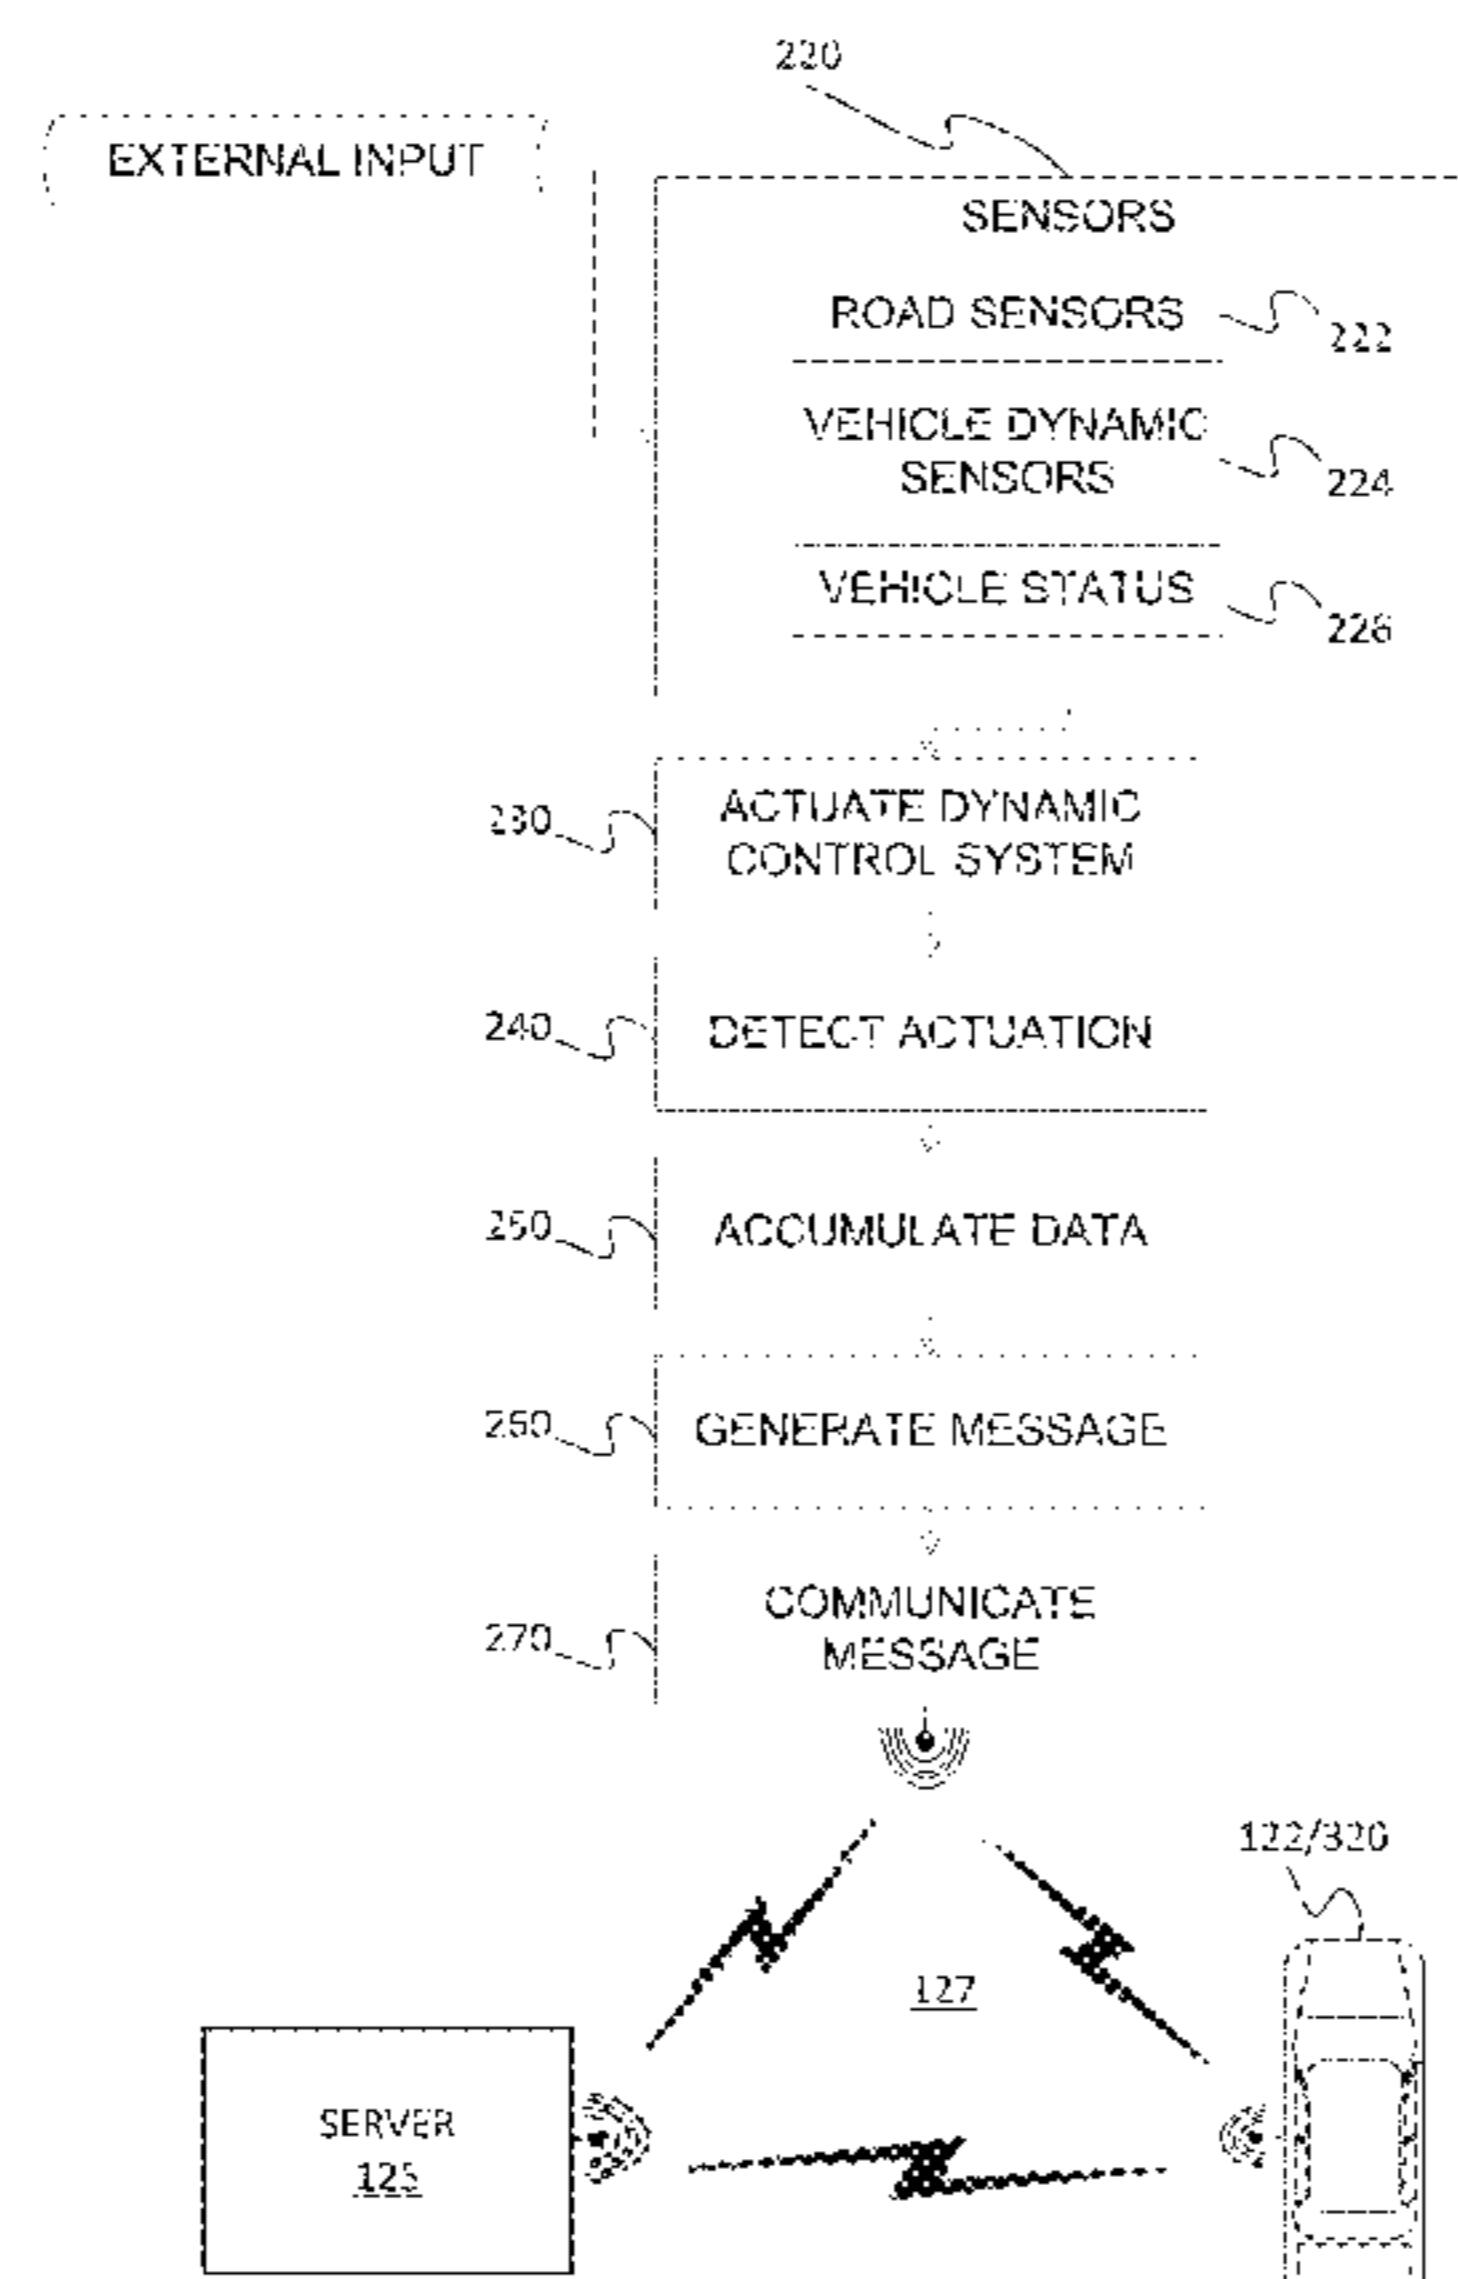 220
EXTERNAL INPUT
SENSORS
ROAD SENSORS
222
VEHICLE DYNAMIC
SENSORS
224
VEHICLE STATUS
226
230
ACTUATE DYNAMIC
CONTROL SYSTEM
240
DETECT ACTUATION
250
ACCUMULATE DATA
260
GENERATE MESSAGE
270
COMMUNICATE
MESSAGE
122/320
127
SERVER
125